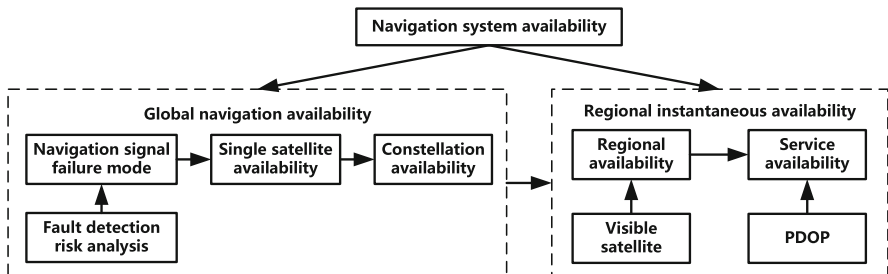 Navigation system availability
Global navigation availability
Navigation signal
failure mode
Single satellite
availability
Constellation
availability
Fault detection
risk analysis
Regional instantaneous availability
Regional
availability
Service
availability
Visible
satellite
PDOP